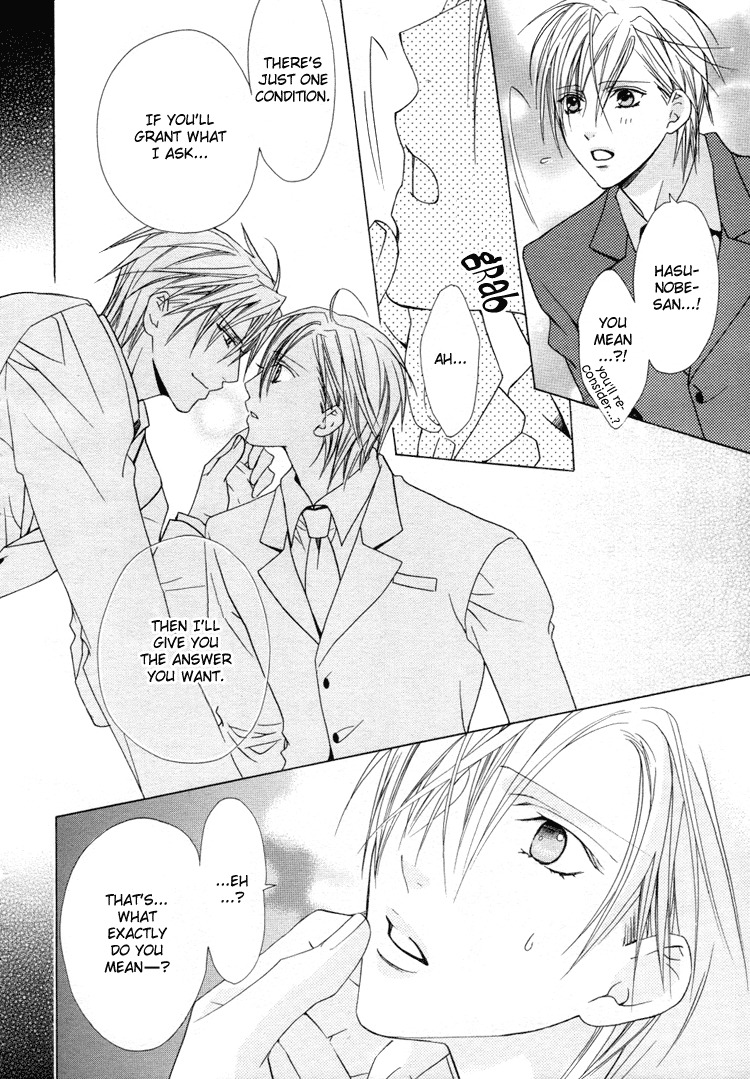 HASU-
NOBE-
SAN...!
YOU
MEAN
...?!
you'll re-
consider...?
grab
AH...
THERE'S
JUST ONE
CONDITION.
IF YOU'LL
GRANT WHAT
I ASK...
THEN I'LL
GIVE YOU
THE ANSWER
YOU WANT.
...EH
...?
THAT'S...
WHAT
EXACTLY
DO YOU
MEAN—?